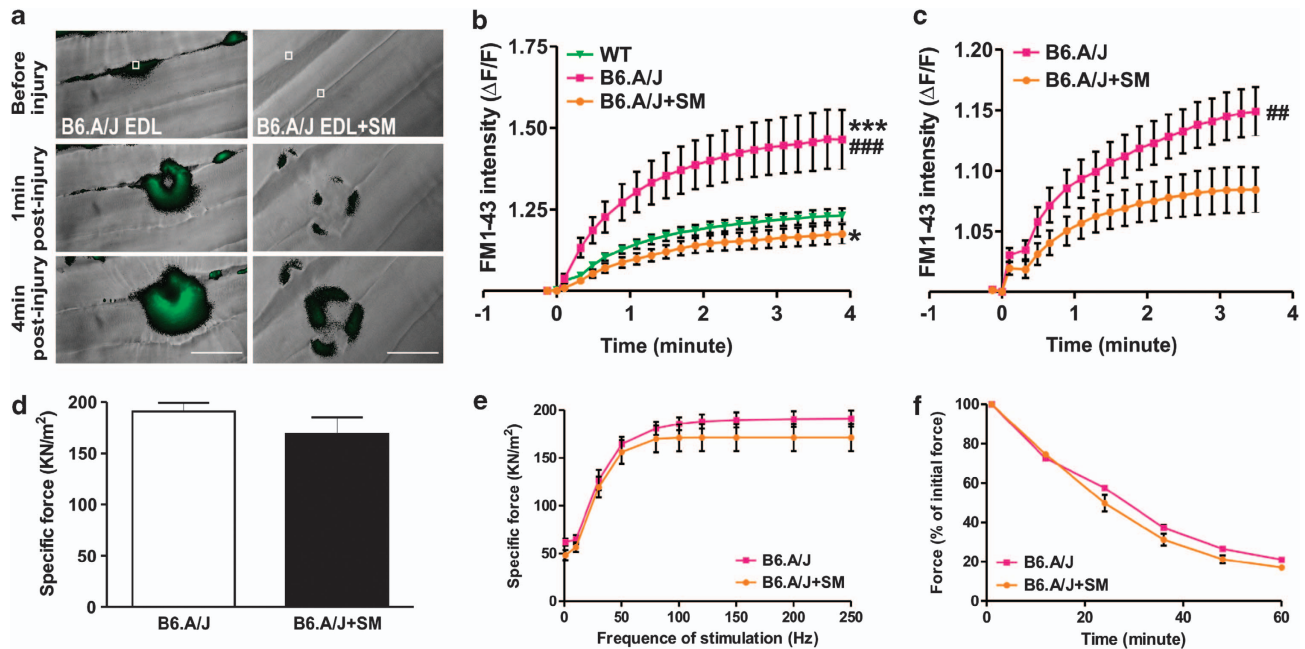 a
Before injury
B6.A/J EDL
B6.A/J EDL+SM
1min post-injury
4min post-injury
b
FM1-43 intensity (ΔF/F)
1.75
1.50
1.25
WT
B6.A/J
B6.A/J+SM
***
###
*
-1 0 1 2 3 4
Time (minute)
c
FM1-43 intensity (ΔF/F)
1.20
1.15
1.10
1.05
B6.A/J
B6.A/J+SM
##
-1 0 1 2 3 4
Time (minute)
d
Specific force (KN/m²)
200
150
100
50
0
B6.A/J
B6.A/J+SM
e
Specific force (KN/m²)
200
150
100
50
0
B6.A/J
B6.A/J+SM
0 50 100 150 200 250
Frequence of stimulation (Hz)
f
Force (% of initial force)
100
80
60
40
20
0
B6.A/J
B6.A/J+SM
0 20 40 60
Time (minute)